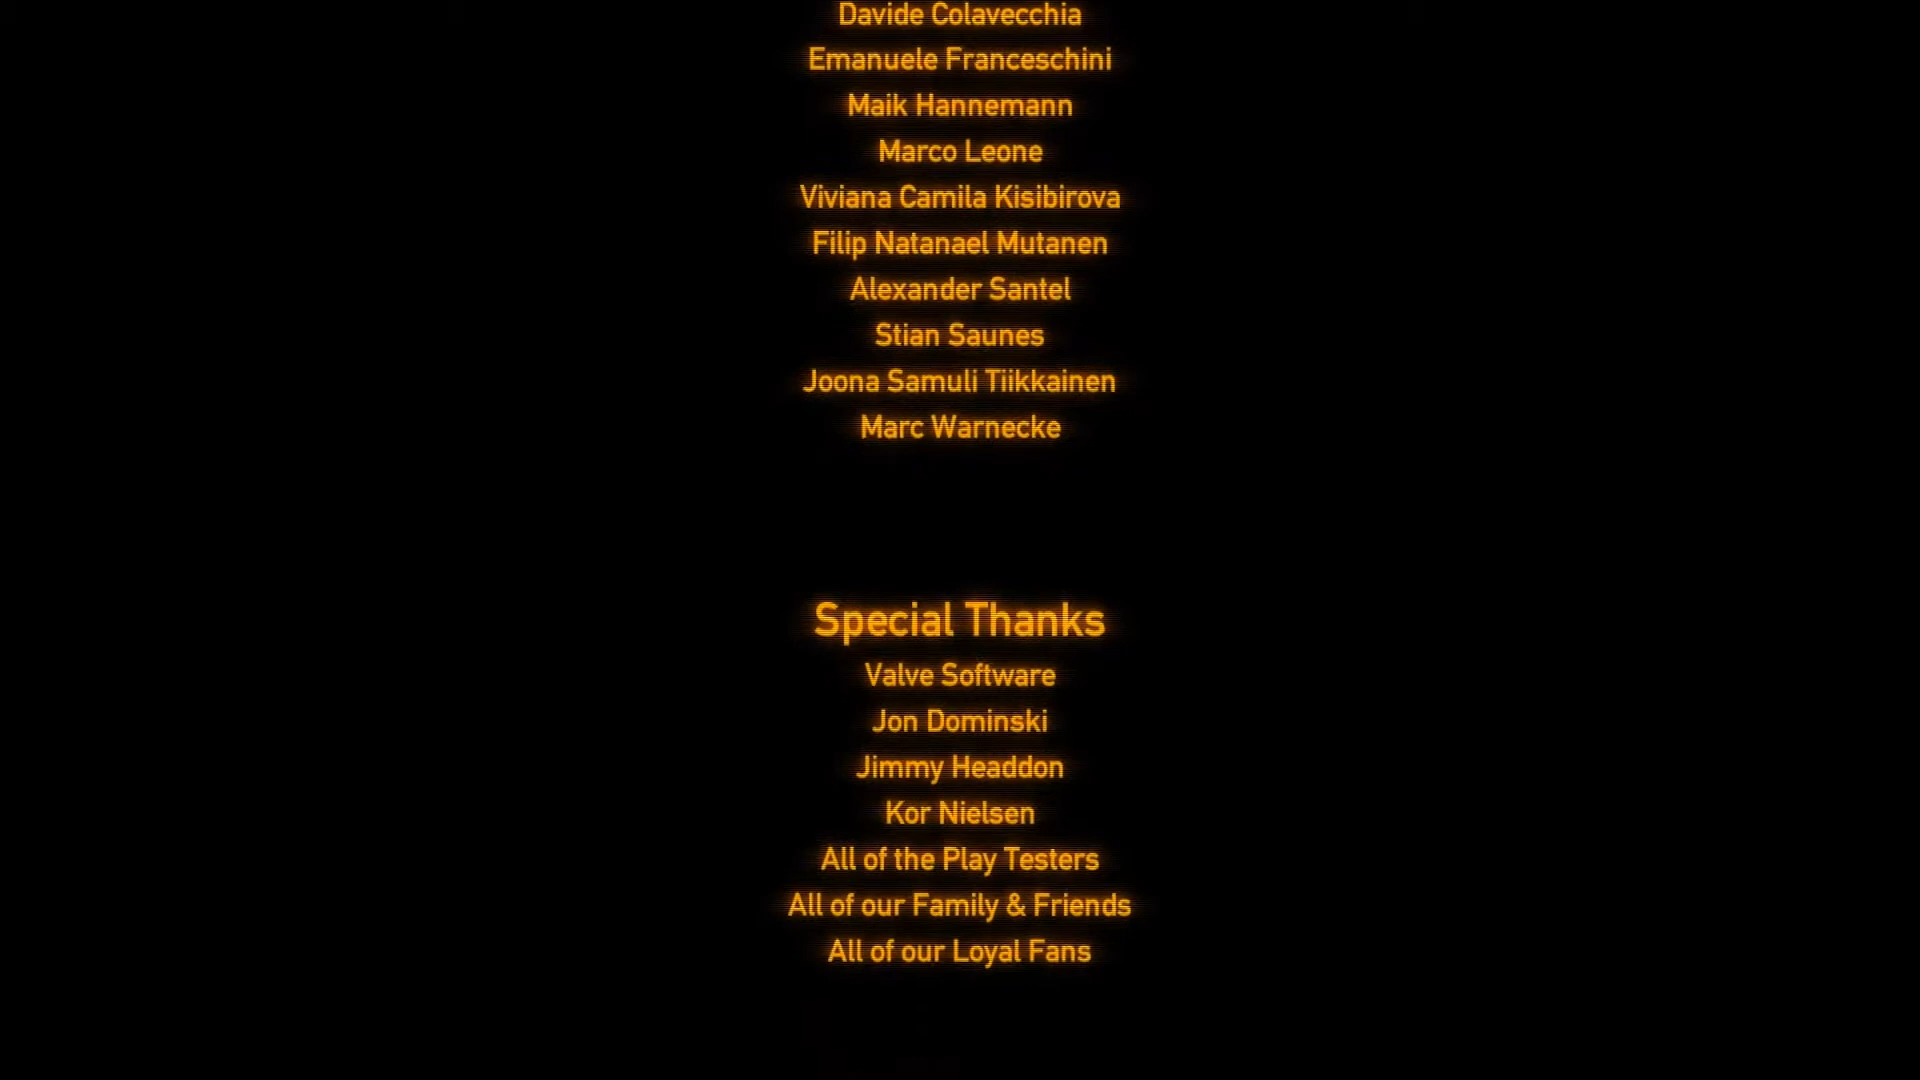 Davide Colavecchia
Emanuele Franceschini
Maik Hannemann
Marco Leone
Viviana Camila Kisibirova
Filip Natanael Mutanen
Alexander Santel
Stian Saunes
Joona Samuli Tiikkainen
Marc Warnecke
Special Thanks
Valve Software
Jon Dominski
Jimmy Headdon
Kor Nielsen
All of the Play Testers
All of our Family & Friends
All of our Loyal Fans